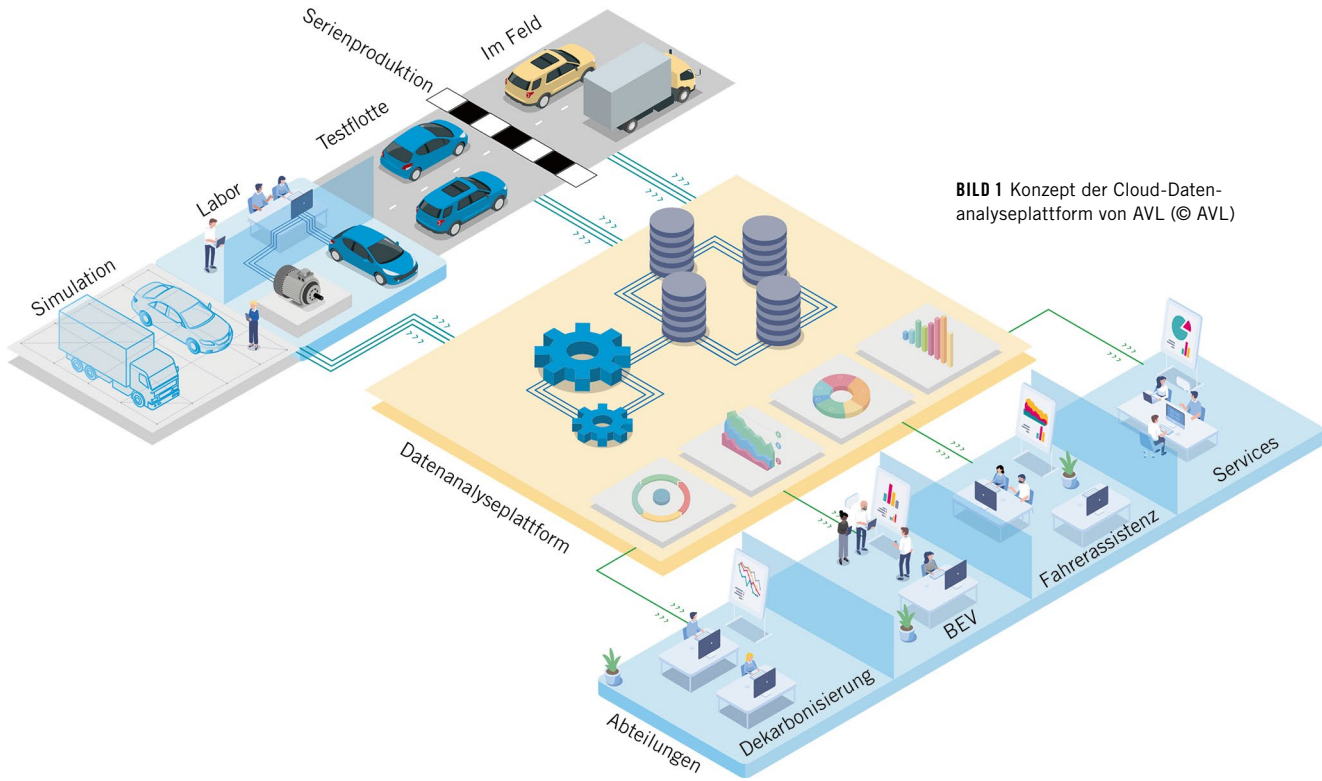 Serienproduktion
Im Feld
Testflotte
Labor
Simulation
BILD 1 Konzept der Cloud-Daten-
analyseplattform von AVL (© AVL)
Datenanalyseplattform
Services
Fahrerassistenz
BEV
Dekarbonisierung
Abteilungen